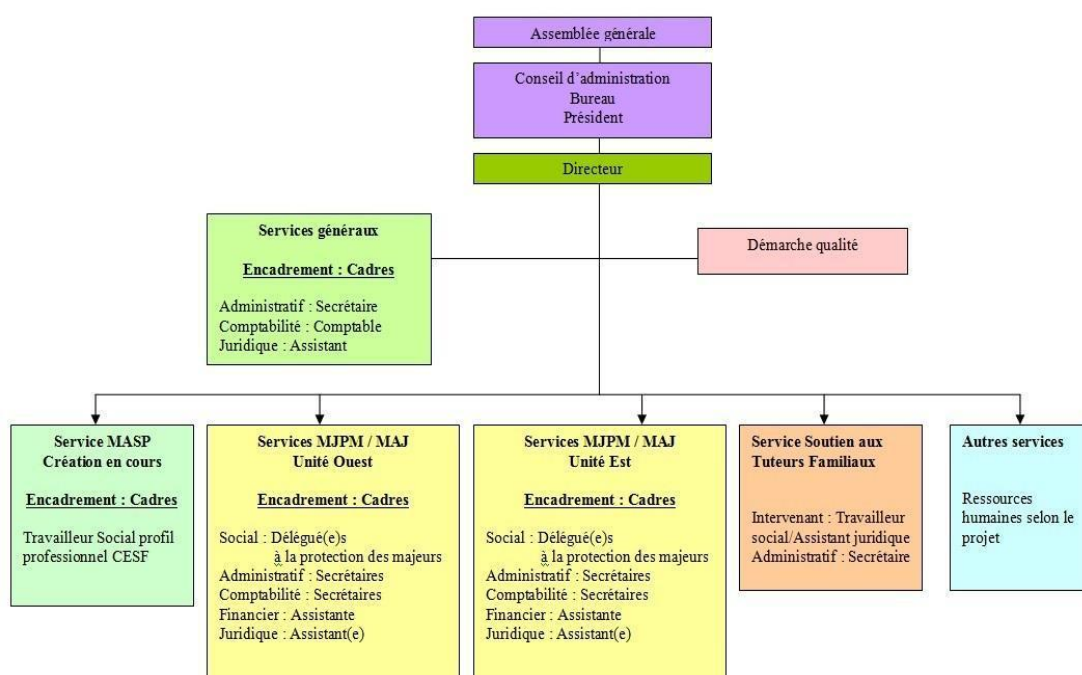 Assemblée générale
Conseil d’administration
Bureau
Président
Directeur
Services généraux
Encadrement : Cadres
Administratif : Secrétaire
Comptabilité : Comptable
Juridique : Assistant
Démarche qualité
Service MASP
Création en cours
Encadrement : Cadres
Travailleur Social profil
professionnel CESF
Services MJPM / MAJ
Unité Ouest
Encadrement : Cadres
Social : Délégué(e)s
à la protection des majeurs
Administratif : Secrétaires
Comptabilité : Secrétaires
Financier : Assistante
Juridique : Assistant(e)
Services MJPM / MAJ
Unité Est
Encadrement : Cadres
Social : Délégué(e)s
à la protection des majeurs
Administratif : Secrétaires
Comptabilité : Secrétaires
Financier : Assistante
Juridique : Assistant(e)
Service Soutien aux
Tuteurs Familiaux
Intervenant : Travailleur
social/Assistant juridique
Administratif : Secrétaire
Autres services
Ressources
humaines selon le
projet